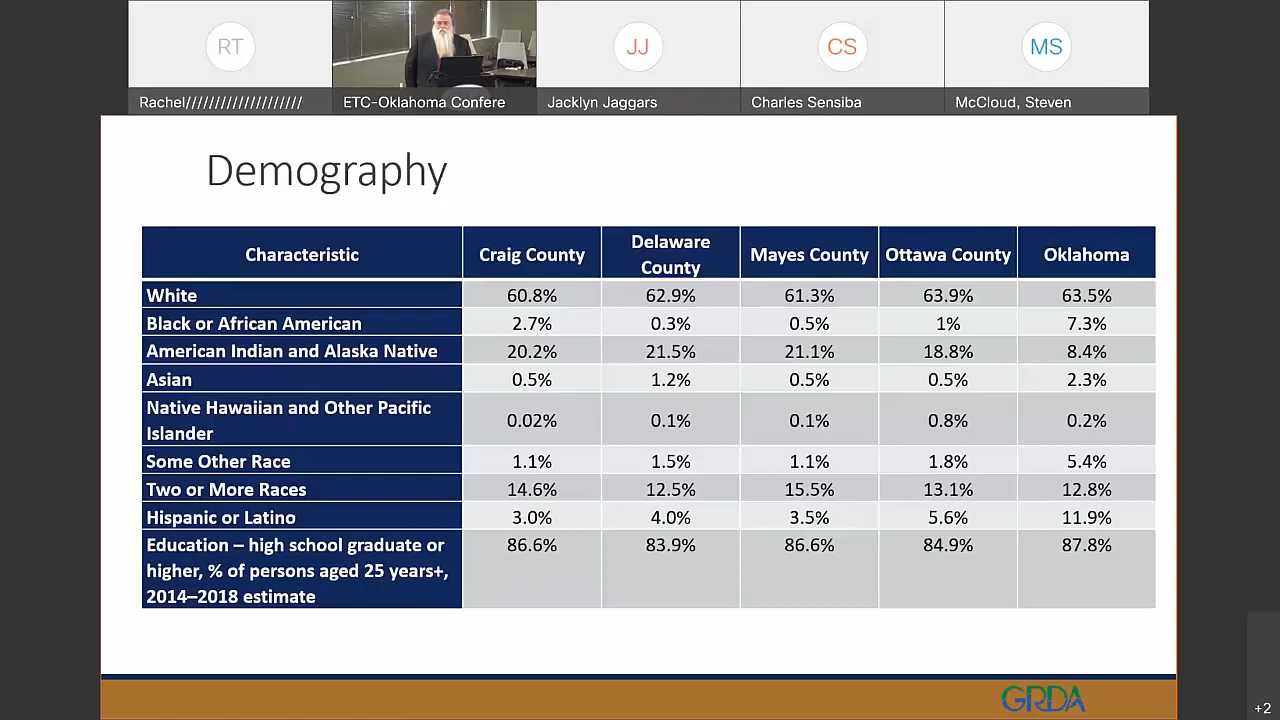 RT
JJ
CS
MS
Rachel////////////////////
ETC-Oklahoma Confere
Jacklyn Jaggars
Charles Sensiba
McCloud, Steven
Demography
Characteristic Craig County Delaware County Mayes County Ottawa County Oklahoma
White 60.8% 62.9% 61.3% 63.9% 63.5%
Black or African American 2.7% 0.3% 0.5% 1% 7.3%
American Indian and Alaska Native 20.2% 21.5% 21.1% 18.8% 8.4%
Asian 0.5% 1.2% 0.5% 0.5% 2.3%
Native Hawaiian and Other Pacific
Islander 0.02% 0.1% 0.1% 0.8% 0.2%
Some Other Race 1.1% 1.5% 1.1% 1.8% 5.4%
Two or More Races 14.6% 12.5% 15.5% 13.1% 12.8%
Hispanic or Latino 3.0% 4.0% 3.5% 5.6% 11.9%
Education – high school graduate or 86.6% 83.9% 86.6% 84.9% 87.8%
higher, % of persons aged 25 years+,
2014–2018 estimate
GRDA
+2